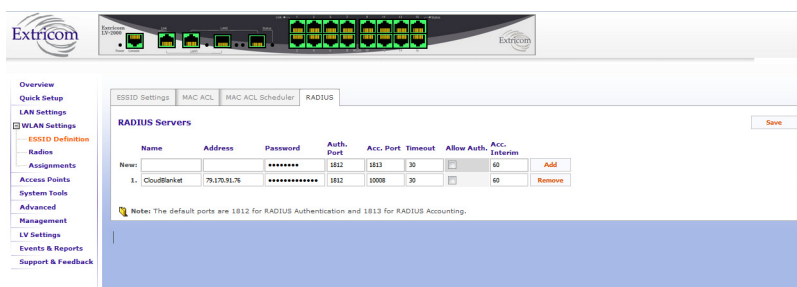 Extricom
Extricom
LV-2000
Extricom
Overview
Quick Setup
LAN Settings
WLAN Settings
ESSID Definition
Radios
Assignments
Access Points
System Tools
Advanced
Management
LV Settings
Events & Reports
Support & Feedback
ESSID Settings MAC ACL MAC ACL Scheduler RADIUS
RADIUS Servers
Save
Name Address Password Auth. Port Acc. Port Timeout Allow Auth. Acc. Interim
New: •••••••• 1812 1813 30 60 Add
1. CloudBlanket 79.170.91.76 ••••••••••••• 1812 10008 30 60 Remove
Note: The default ports are 1812 for RADIUS Authentication and 1813 for RADIUS Accounting.